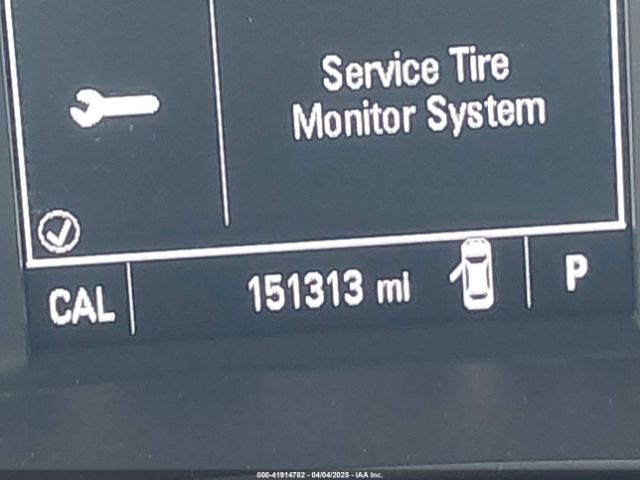 Service Tire
Monitor System
CAL
151313 mi
P
000-41914782 - 04/04/2025 - IAA Inc.